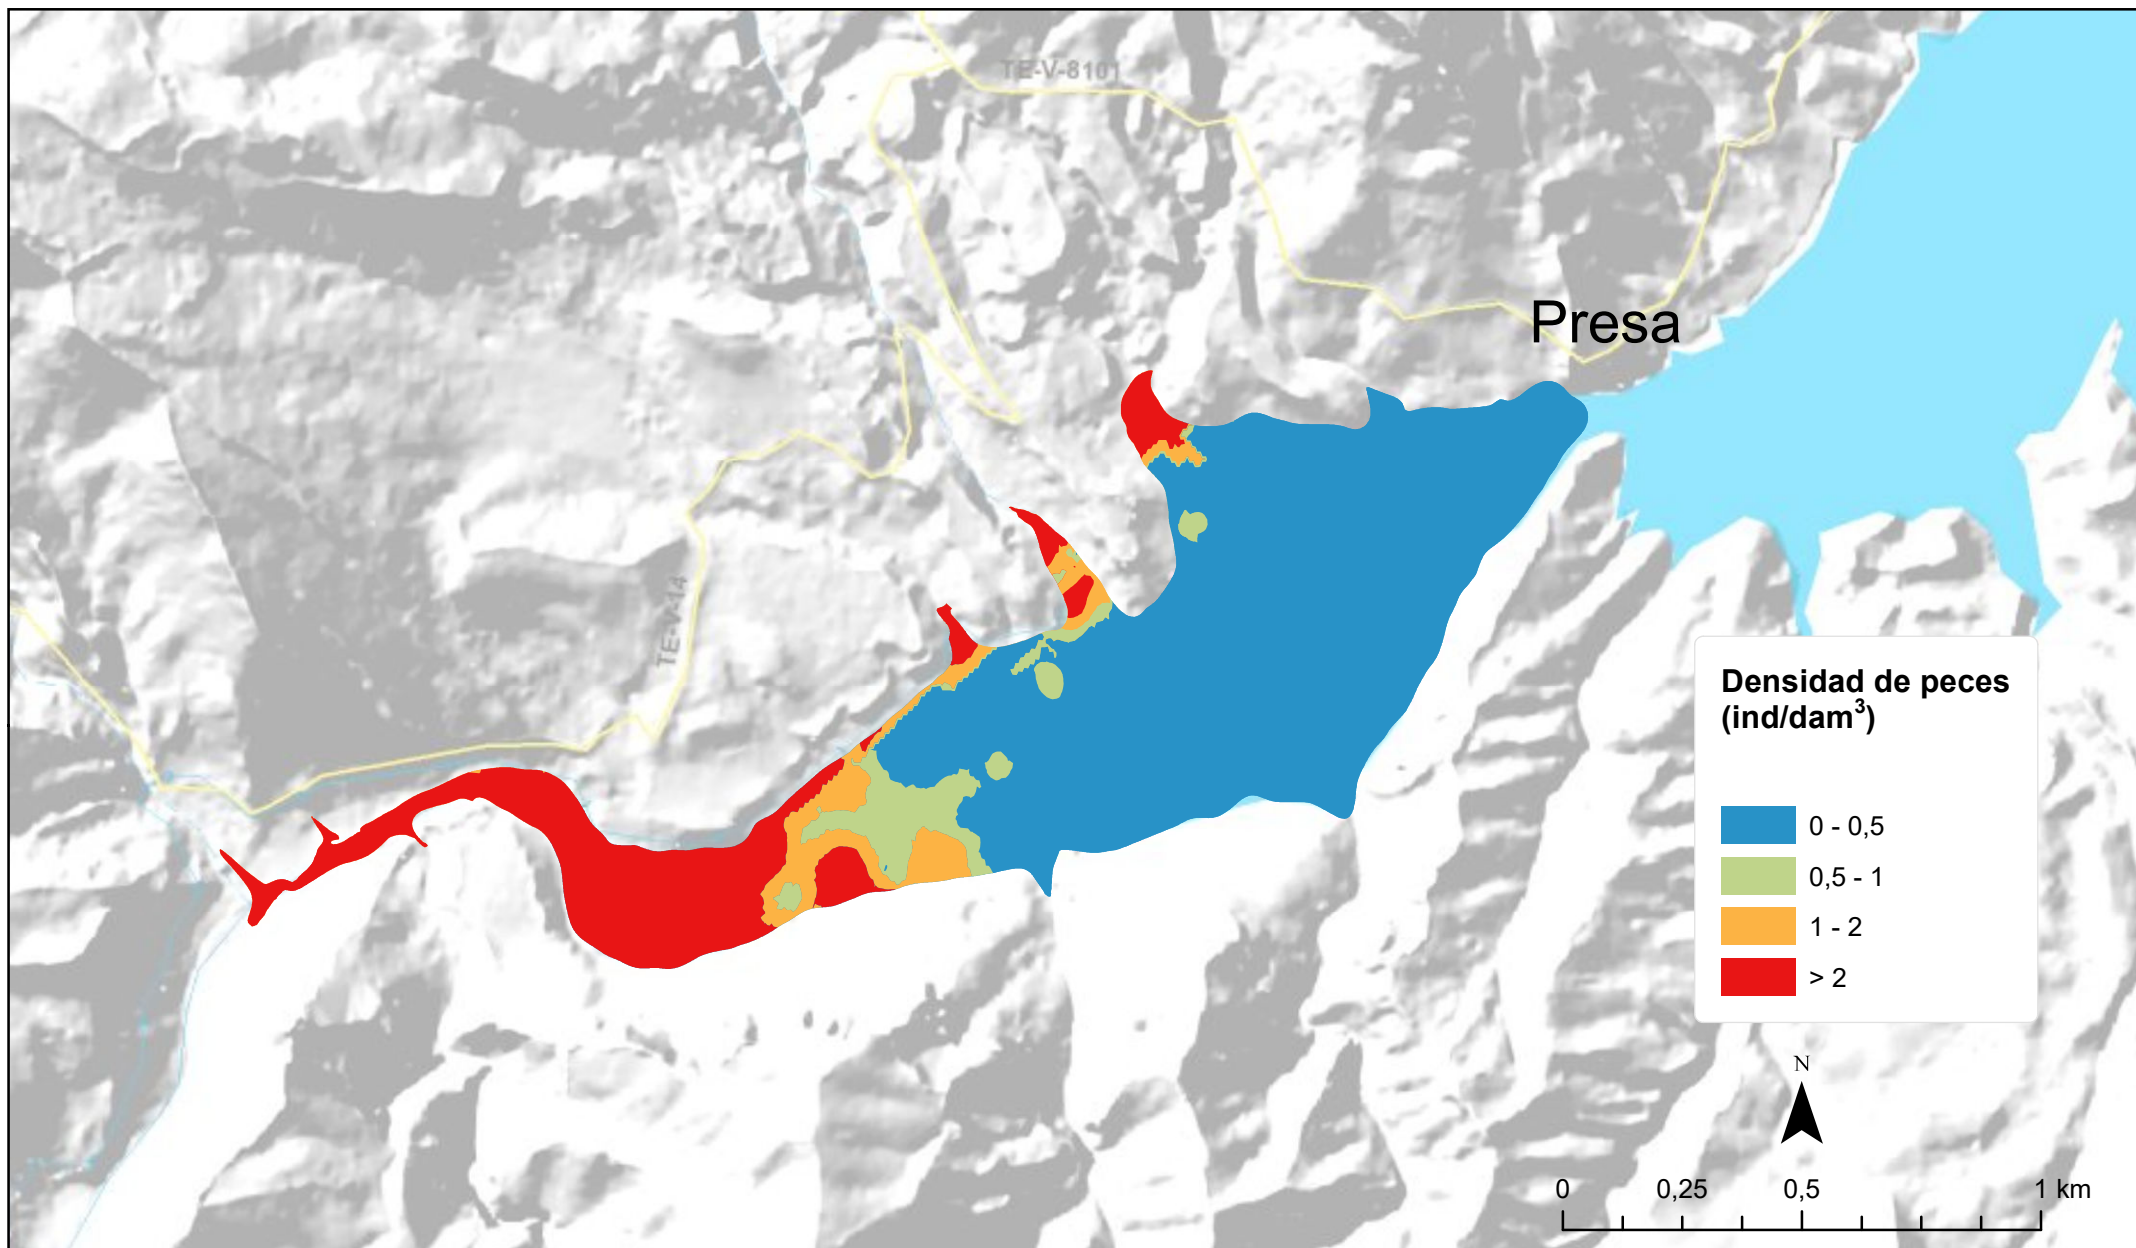 TE-V-8101
Presa
TE-V-14
Densidad de peces
(ind/dam³)
0 - 0,5
0,5 - 1
1 - 2
> 2
N
0 0,25 0,5 1 km